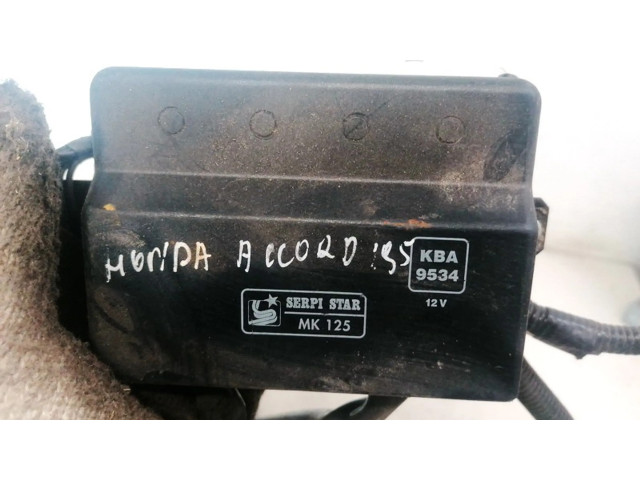 HONDA ACCORD '95
KBA
9534
12 V
SERPI STAR
MK 125